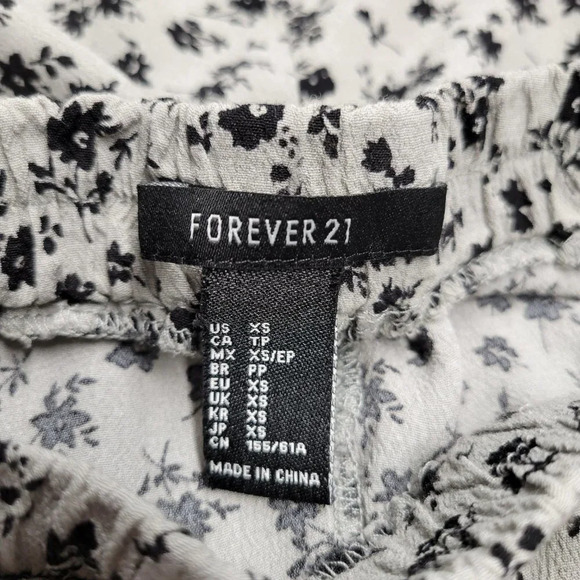 FOREVER 21
US XS
CA TP
MX XS/EP
BR PP
EU XS
UK XS
KR XS
JP XS
CN 155/61A
MADE IN CHINA